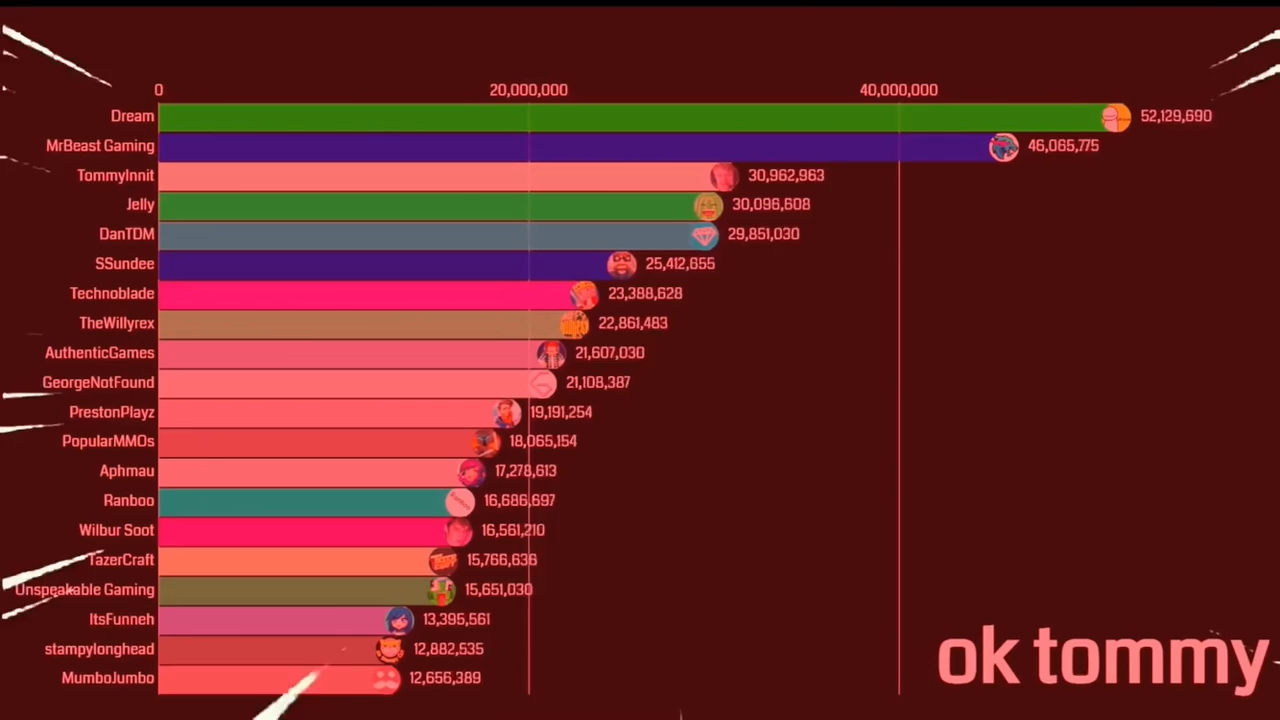 0 20,000,000 40,000,000
Dream 52,129,690
MrBeast Gaming 46,065,775
TommyInnit 30,962,963
Jelly 30,096,608
DanTDM 29,851,030
SSundee 25,412,655
Technoblade 23,388,628
TheWillyrex 22,861,483
AuthenticGames 21,607,030
GeorgeNotFound 21,108,387
PrestonPlayz 19,191,254
PopularMMOs 18,065,154
Aphmau 17,278,613
Ranboo 16,686,697
Wilbur Soot 16,561,210
TazerCraft 15,766,636
Unspeakable Gaming 15,651,030
ItsFunneh 13,395,561
stampylonghead 12,882,535
MumboJumbo 12,656,389
ok tommy